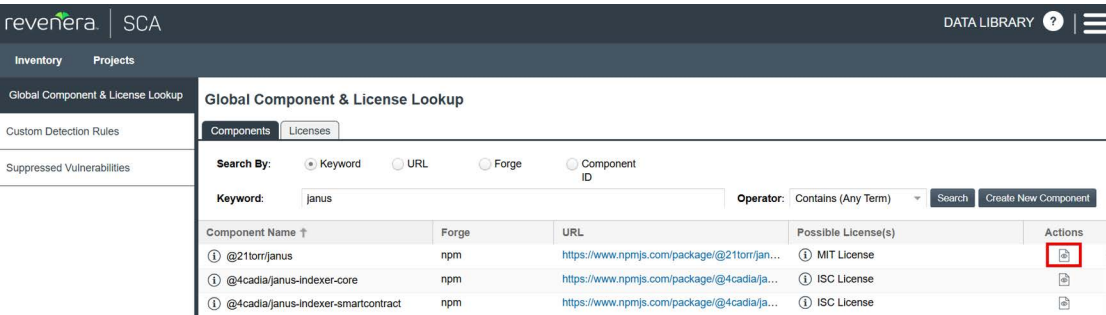 revenera. SCA DATA LIBRARY ?
Inventory Projects
Global Component & License Lookup
Custom Detection Rules
Suppressed Vulnerabilities
Global Component & License Lookup
Components Licenses
Search By: Keyword URL Forge Component ID
Keyword: janus Operator: Contains (Any Term) Search Create New Component
Component Name Forge URL Possible License(s) Actions
@21torr/janus npm https://www.npmjs.com/package/@21torr/jan... MIT License
@4cadia/janus-indexer-core npm https://www.npmjs.com/package/@4cadia/ja... ISC License
@4cadia/janus-indexer-smartcontract npm https://www.npmjs.com/package/@4cadia/ja... ISC License